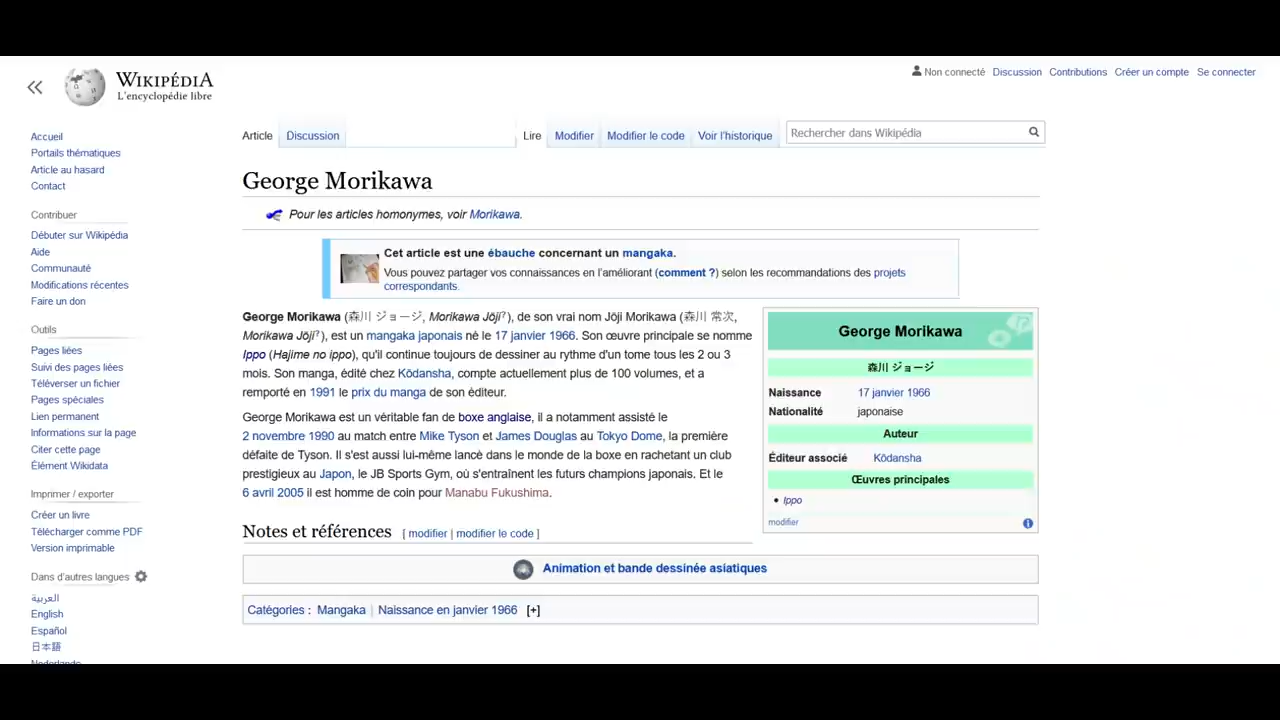 Non connecté Discussion Contributions Créer un compte Se connecter
WIKIPÉDIA
L'encyclopédie libre
Article Discussion Lire Modifier Modifier le code Voir l'historique Rechercher dans Wikipédia
Accueil
Portails thématiques
Article au hasard
Contact
Contribuer
Débuter sur Wikipédia
Aide
Communauté
Modifications récentes
Faire un don
Outils
Pages liées
Suivi des pages liées
Téléverser un fichier
Pages spéciales
Lien permanent
Informations sur la page
Citer cette page
Élément Wikidata
Imprimer / exporter
Créer un livre
Télécharger comme PDF
Version imprimable
Dans d'autres langues
العربية
English
Español
日本語
Nederlands
George Morikawa
Pour les articles homonymes, voir Morikawa.
Cet article est une ébauche concernant un mangaka.
Vous pouvez partager vos connaissances en l'améliorant (comment ?) selon les recommandations des projets
correspondants.
George Morikawa (森川 ジョージ, Morikawa Jōji?), de son vrai nom Jōji Morikawa (森川 常次,
Morikawa Jōji?), est un mangaka japonais né le 17 janvier 1966. Son œuvre principale se nomme
Ippo (Hajime no ippo), qu'il continue toujours de dessiner au rythme d'un tome tous les 2 ou 3
mois. Son manga, édité chez Kōdansha, compte actuellement plus de 100 volumes, et a
remporté en 1991 le prix du manga de son éditeur.
George Morikawa est un véritable fan de boxe anglaise, il a notamment assisté le
2 novembre 1990 au match entre Mike Tyson et James Douglas au Tokyo Dome, la première
défaite de Tyson. Il s'est aussi lui-même lancé dans le monde de la boxe en rachetant un club
prestigieux au Japon, le JB Sports Gym, où s'entraînent les futurs champions japonais. Et le
6 avril 2005 il est homme de coin pour Manabu Fukushima.
George Morikawa
森川 ジョージ
Naissance 17 janvier 1966
Nationalité japonaise
Auteur
Éditeur associé Kōdansha
Œuvres principales
• Ippo
modifier
Notes et références [ modifier | modifier le code ]
Animation et bande dessinée asiatiques
Catégories : Mangaka | Naissance en janvier 1966 [+]